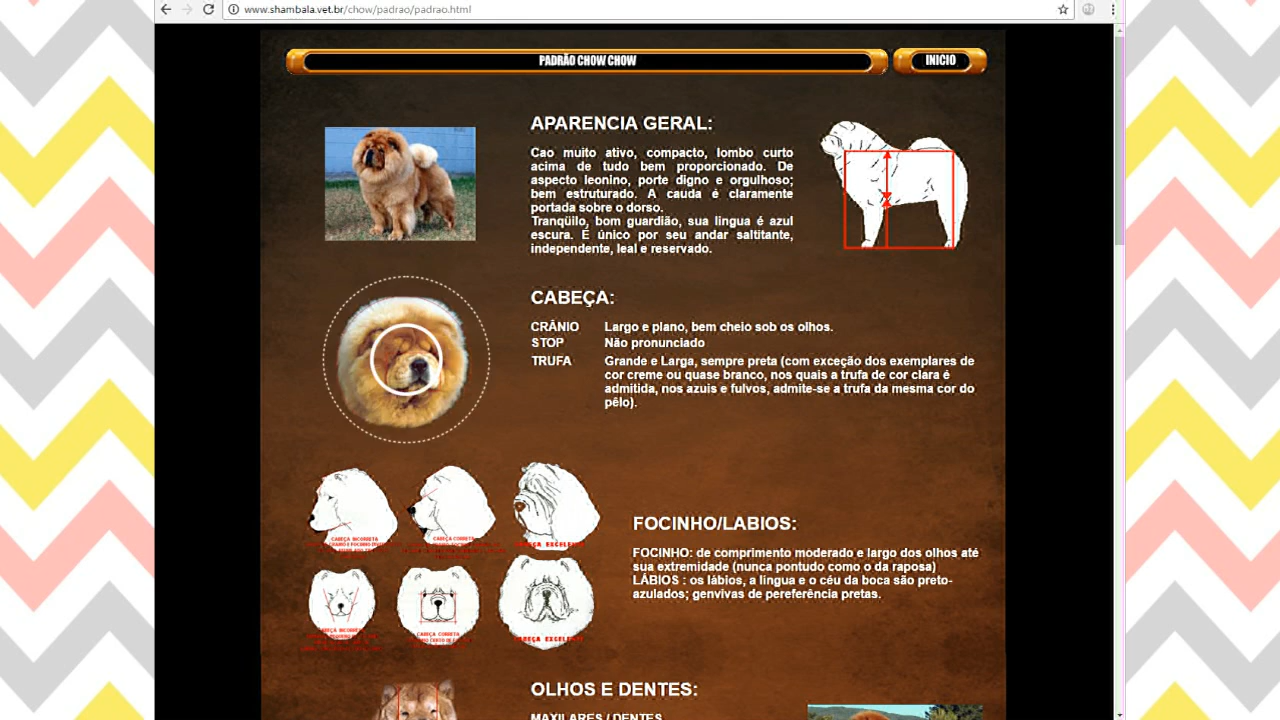 www.shambala.vet.br/chow/padrao/padrao.html
PADRÃO CHOW CHOW
INICIO
APARENCIA GERAL:
Cao muito ativo, compacto, lombo curto
acima de tudo bem proporcionado. De
aspecto leonino, porte digno e orgulhoso;
bem estruturado. A cauda é claramente
portada sobre o dorso.
Tranqüilo, bom guardião, sua lingua é azul
escura. É único por seu andar saltitante,
independente, leal e reservado.
CABEÇA:
CRÂNIO Largo e plano, bem cheio sob os olhos.
STOP Não pronunciado
TRUFA Grande e Larga, sempre preta (com exceção dos exemplares de
cor creme ou quase branco, nos quais a trufa de cor clara é
admitida, nos azuis e fulvos, admite-se a trufa da mesma cor do
pêlo).
CABEÇA INCORRETA
CABEÇA CORRETA
CABEÇA EXCELENTE
FOCINHO/LABIOS:
FOCINHO: de comprimento moderado e largo dos olhos até
sua extremidade (nunca pontudo como o da raposa)
LÁBIOS : os lábios, a lingua e o céu da boca são preto-
azulados; genvivas de pereferência pretas.
CABEÇA INCORRETA
CABEÇA CORRETA
CABEÇA EXCELENTE
OLHOS E DENTES:
MAXILARES / DENTES